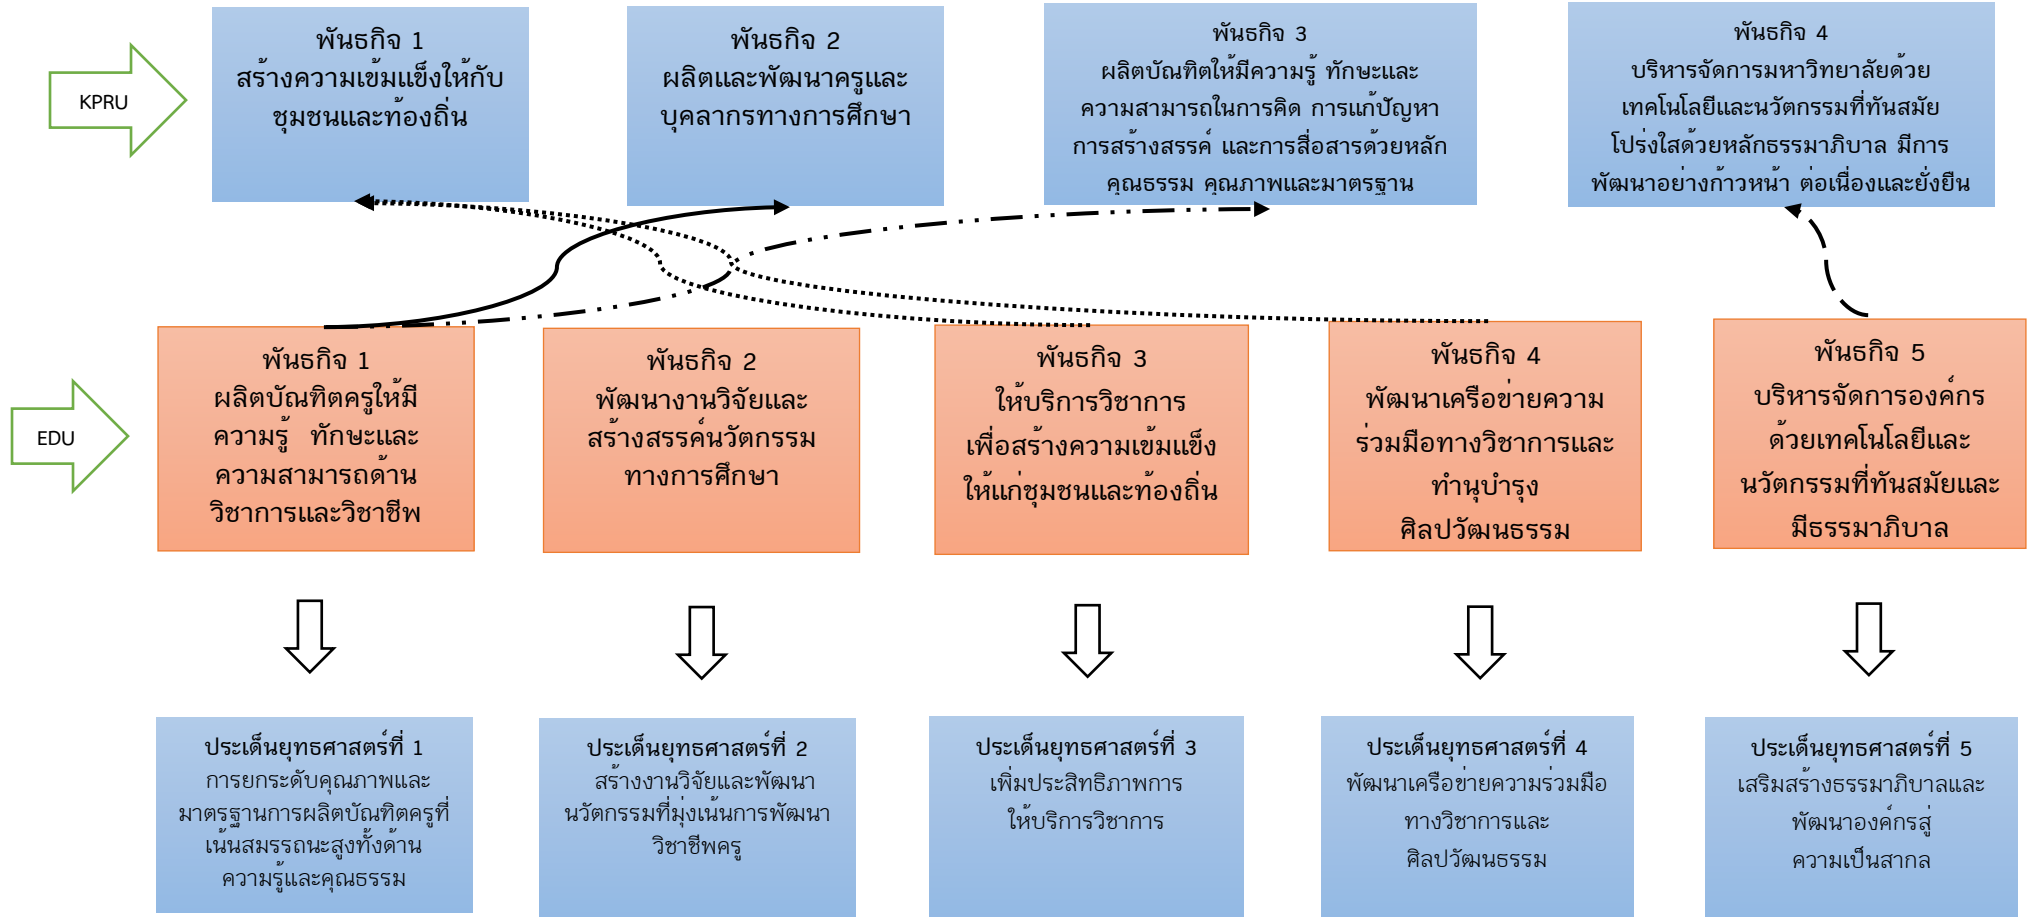 KPRU
พันธกิจ 1
สร้างความเข้มแข็งให้กับ
ชุมชนและท้องถิ่น
พันธกิจ 2
ผลิตและพัฒนาครูและ
บุคลากรทางการศึกษา
พันธกิจ 3
ผลิตบัณฑิตให้มีความรู้ ทักษะและ
ความสามารถในการคิด การแก้ปัญหา
การสร้างสรรค์ และการสื่อสารด้วยหลัก
คุณธรรม คุณภาพและมาตรฐาน
พันธกิจ 4
บริหารจัดการมหาวิทยาลัยด้วย
เทคโนโลยีและนวัตกรรมที่ทันสมัย
โปร่งใสด้วยหลักธรรมาภิบาล มีการ
พัฒนาอย่างก้าวหน้า ต่อเนื่องและยั่งยืน
EDU
พันธกิจ 1
ผลิตบัณฑิตครูให้มี
ความรู้ ทักษะและ
ความสามารถด้าน
วิชาการและวิชาชีพ
พันธกิจ 2
พัฒนางานวิจัยและ
สร้างสรรค์นวัตกรรม
ทางการศึกษา
พันธกิจ 3
ให้บริการวิชาการ
เพื่อสร้างความเข้มแข็ง
ให้แก่ชุมชนและท้องถิ่น
พันธกิจ 4
พัฒนาเครือข่ายความ
ร่วมมือทางวิชาการและ
ทำนุบำรุง
ศิลปวัฒนธรรม
พันธกิจ 5
บริหารจัดการองค์กร
ด้วยเทคโนโลยีและ
นวัตกรรมที่ทันสมัยและ
มีธรรมาภิบาล
ประเด็นยุทธศาสตร์ที่ 1
การยกระดับคุณภาพและ
มาตรฐานการผลิตบัณฑิตครูที่
เน้นสมรรถนะสูงทั้งด้าน
ความรู้และคุณธรรม
ประเด็นยุทธศาสตร์ที่ 2
สร้างงานวิจัยและพัฒนา
นวัตกรรมที่มุ่งเน้นการพัฒนา
วิชาชีพครู
ประเด็นยุทธศาสตร์ที่ 3
เพิ่มประสิทธิภาพการ
ให้บริการวิชาการ
ประเด็นยุทธศาสตร์ที่ 4
พัฒนาเครือข่ายความร่วมมือ
ทางวิชาการและ
ศิลปวัฒนธรรม
ประเด็นยุทธศาสตร์ที่ 5
เสริมสร้างธรรมาภิบาลและ
พัฒนาองค์กรสู่
ความเป็นสากล